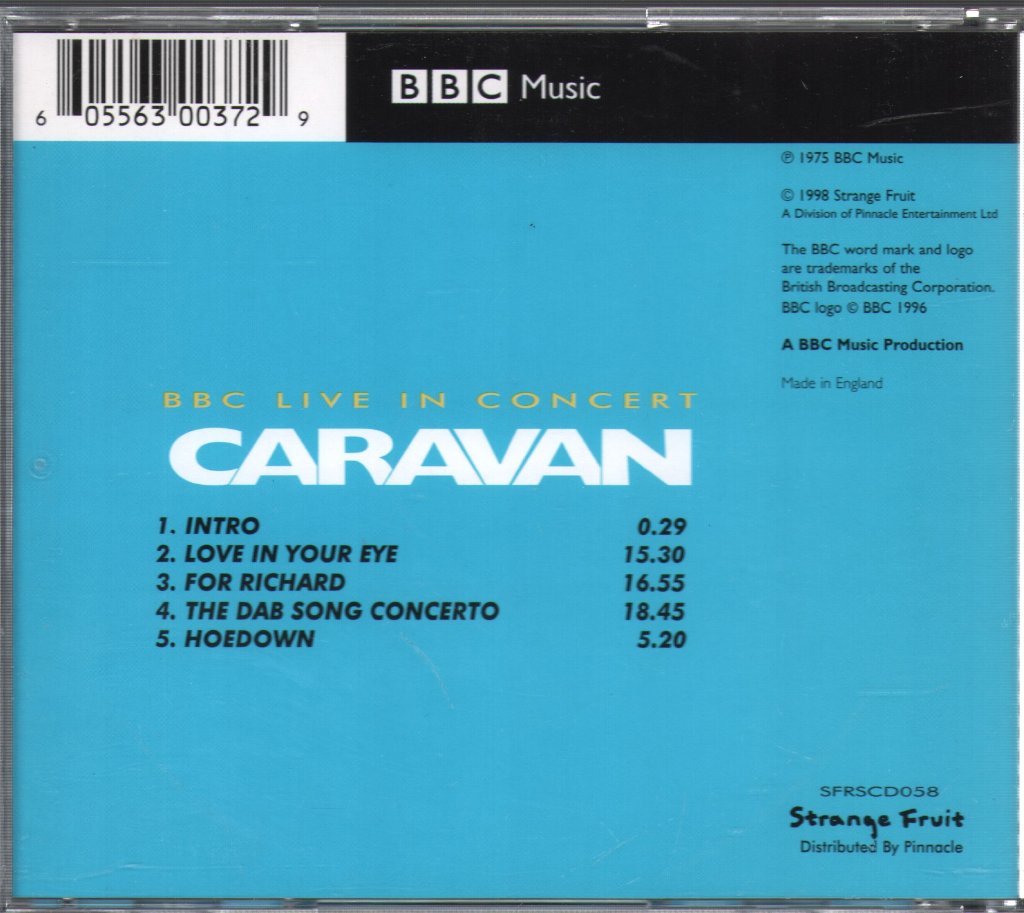 6 05563 00372 9
BBC Music
℗ 1975 BBC Music
© 1998 Strange Fruit
A Division of Pinnacle Entertainment Ltd
The BBC word mark and logo
are trademarks of the
British Broadcasting Corporation.
BBC logo © BBC 1996
A BBC Music Production
Made in England
BBC LIVE IN CONCERT
CARAVAN
1. INTRO 0.29
2. LOVE IN YOUR EYE 15.30
3. FOR RICHARD 16.55
4. THE DAB SONG CONCERTO 18.45
5. HOEDOWN 5.20
SFRSCD058
Strange Fruit
Distributed By Pinnacle